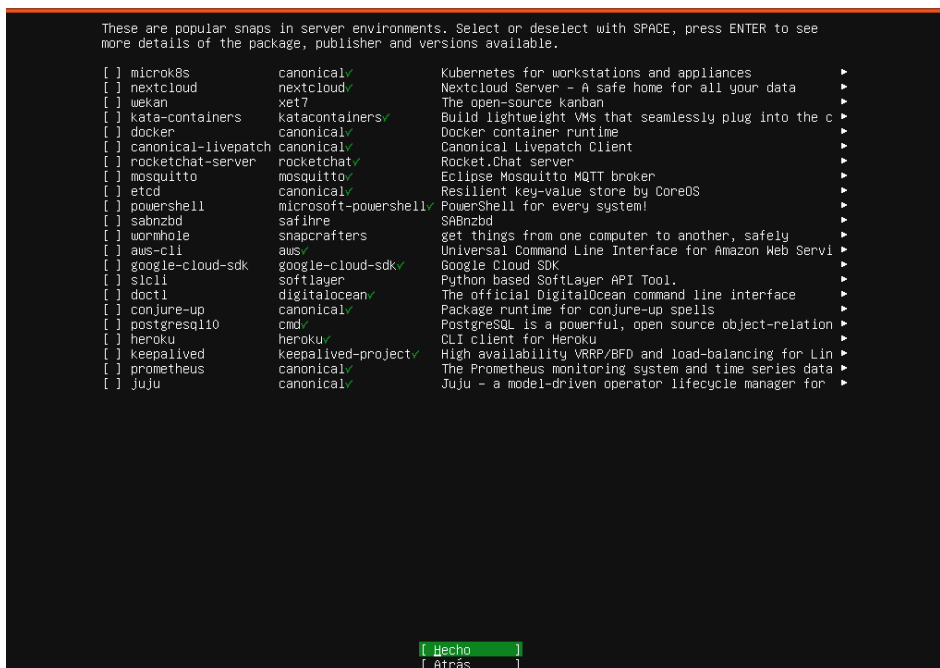 These are popular snaps in server environments. Select or deselect with SPACE, press ENTER to see
more details of the package, publisher and versions available.
[ ] microk8s canonical✓ Kubernetes for workstations and appliances ▸
[ ] nextcloud nextcloud✓ Nextcloud Server – A safe home for all your data ▸
[ ] wekan xet7 The open-source kanban ▸
[ ] kata-containers katacontainers✓ Build lightweight VMs that seamlessly plug into the c ▸
[ ] docker canonical✓ Docker container runtime ▸
[ ] canonical-livepatch canonical✓ Canonical Livepatch Client ▸
[ ] rocketchat-server rocketchat✓ Rocket.Chat server ▸
[ ] mosquitto mosquitto✓ Eclipse Mosquitto MQTT broker ▸
[ ] etcd canonical✓ Resilient key-value store by CoreOS ▸
[ ] powershell microsoft-powershell✓ PowerShell for every system! ▸
[ ] sabnzbd safihre SABnzbd ▸
[ ] wormhole snapcrafters get things from one computer to another, safely ▸
[ ] aws-cli aws✓ Universal Command Line Interface for Amazon Web Servi ▸
[ ] google-cloud-sdk google-cloud-sdk✓ Google Cloud SDK ▸
[ ] slcli softlayer Python based SoftLayer API Tool. ▸
[ ] doctl digitalocean✓ The official DigitalOcean command line interface ▸
[ ] conjure-up canonical✓ Package runtime for conjure-up spells ▸
[ ] postgresql10 cmd✓ PostgreSQL is a powerful, open source object-relation ▸
[ ] heroku heroku✓ CLI client for Heroku ▸
[ ] keepalived keepalived-project✓ High availability VRRP/BFD and load-balancing for Lin ▸
[ ] prometheus canonical✓ The Prometheus monitoring system and time series data ▸
[ ] juju canonical✓ Juju – a model-driven operator lifecycle manager for ▸
[ Hecho ]
[ Atrás ]